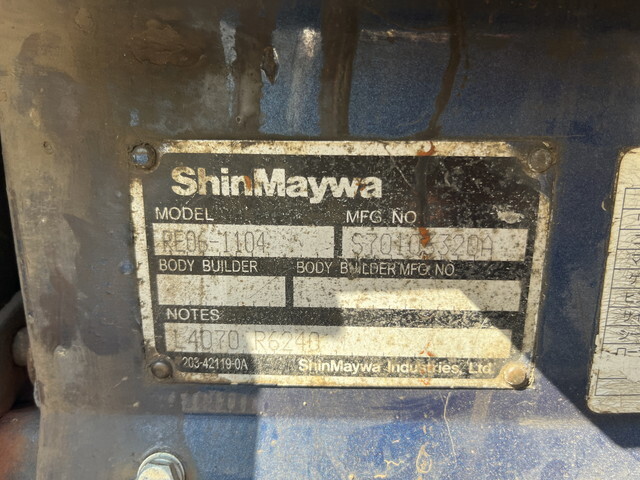 ShinMaywa
MODEL MFG. NO
RE06-1104
BODY BUILDER BODY BUILDER MFG. NO.
NOTES
L4070 R6240
203-42119-0A ShinMaywa Industries, Ltd.